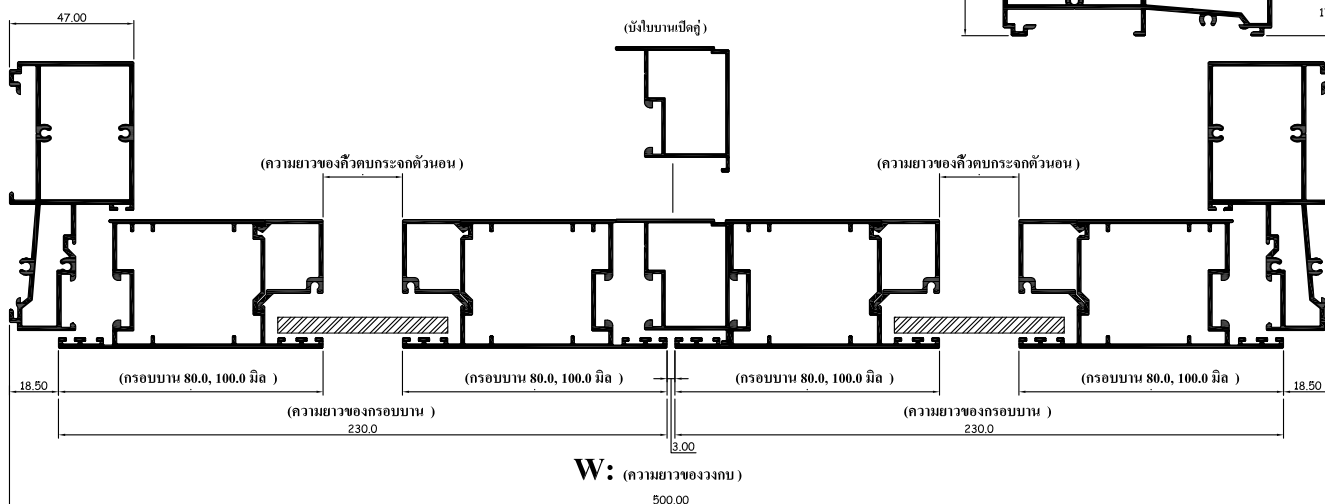 47.00
(บังใบบานเปิดคู่ )
(ความยาวของคิ้วตบกระจกตัวนอน )
(ความยาวของคิ้วตบกระจกตัวนอน )
18.50
(กรอบบาน 80.0, 100.0 มิล )
(กรอบบาน 80.0, 100.0 มิล )
(กรอบบาน 80.0, 100.0 มิล )
(กรอบบาน 80.0, 100.0 มิล )
18.50
(ความยาวของกรอบบาน )
(ความยาวของกรอบบาน )
230.0
230.0
3.00
W: (ความยาวของวงกบ )
500.00